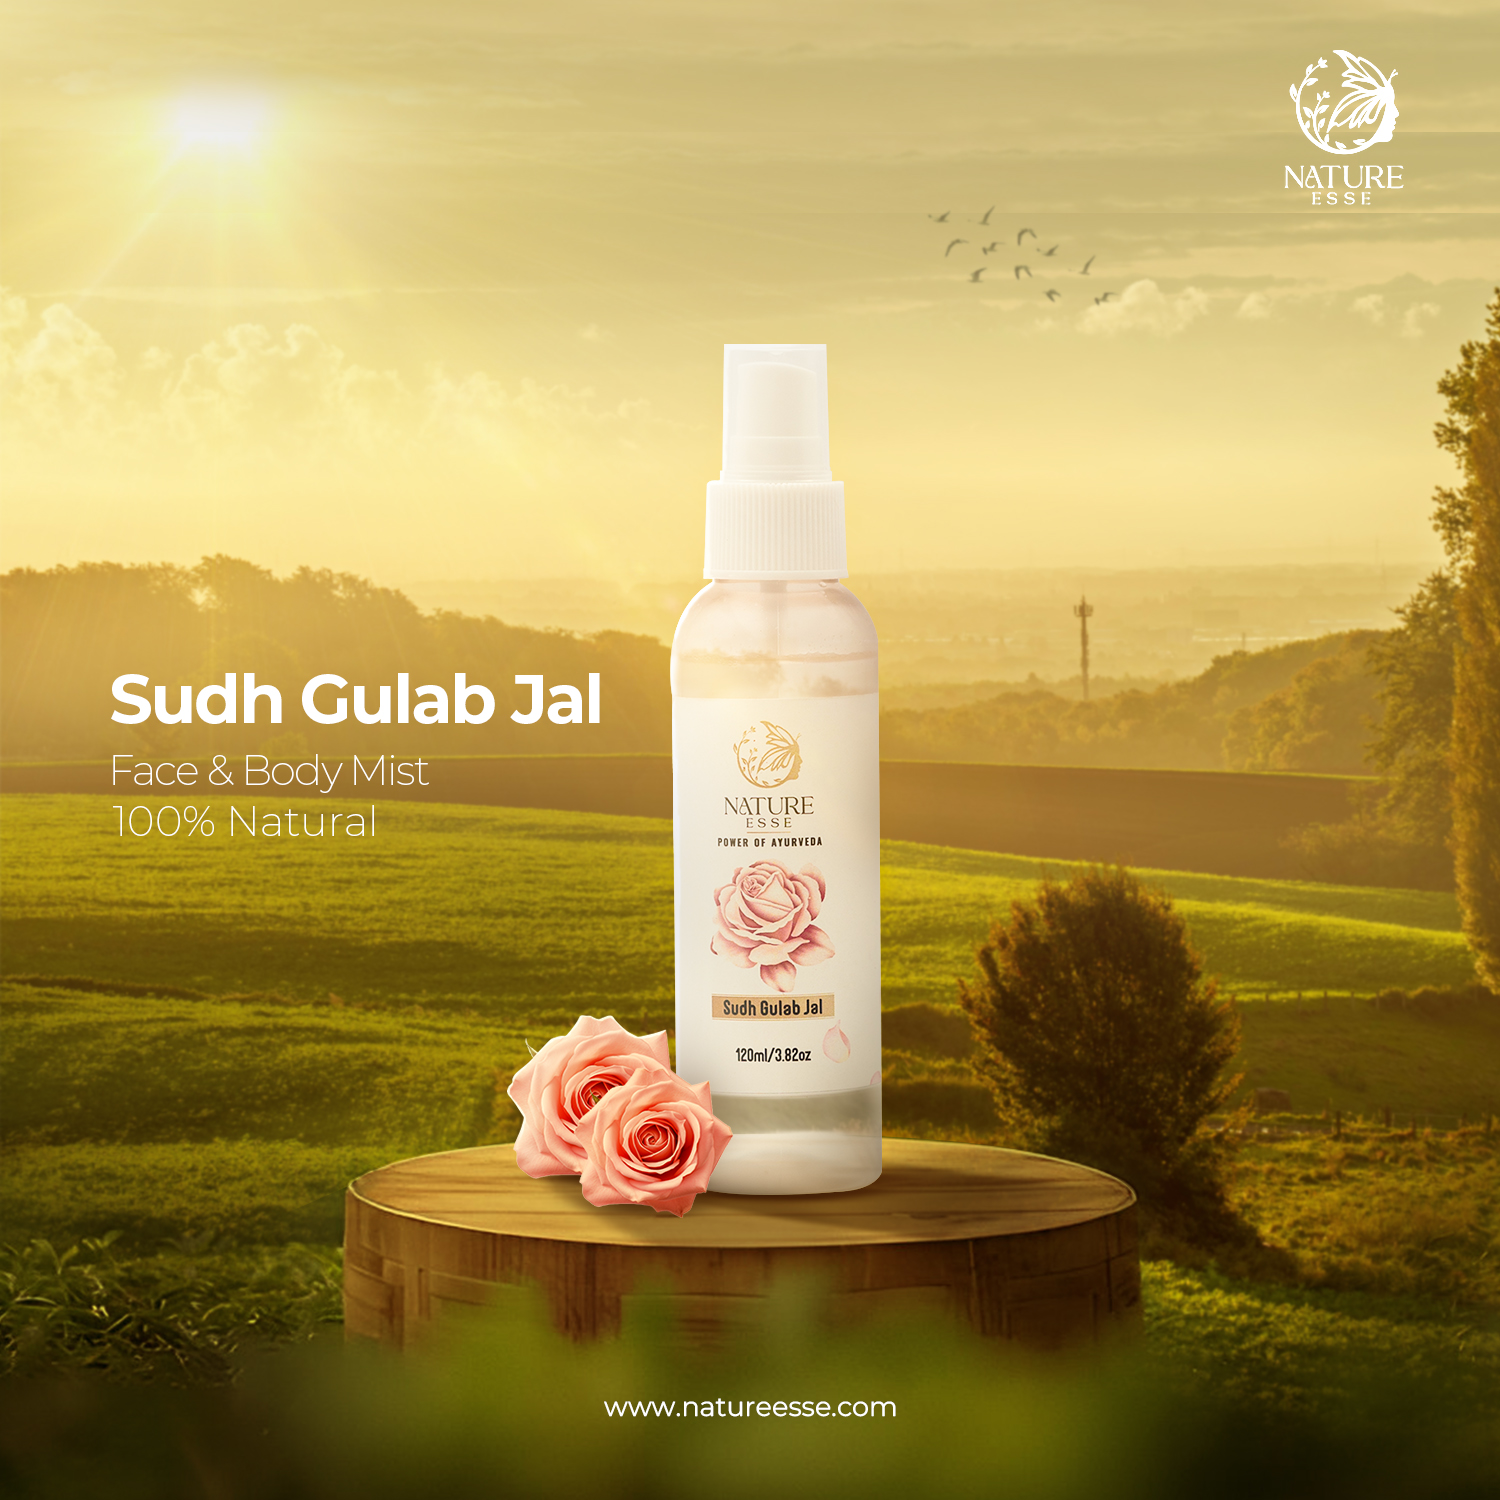 NATURE
ESSE
Sudh Gulab Jal
Face & Body Mist
100% Natural
NATURE
ESSE
POWER OF AYURVEDA
Sudh Gulab Jal
120ml/3.82oz
www.natureesse.com